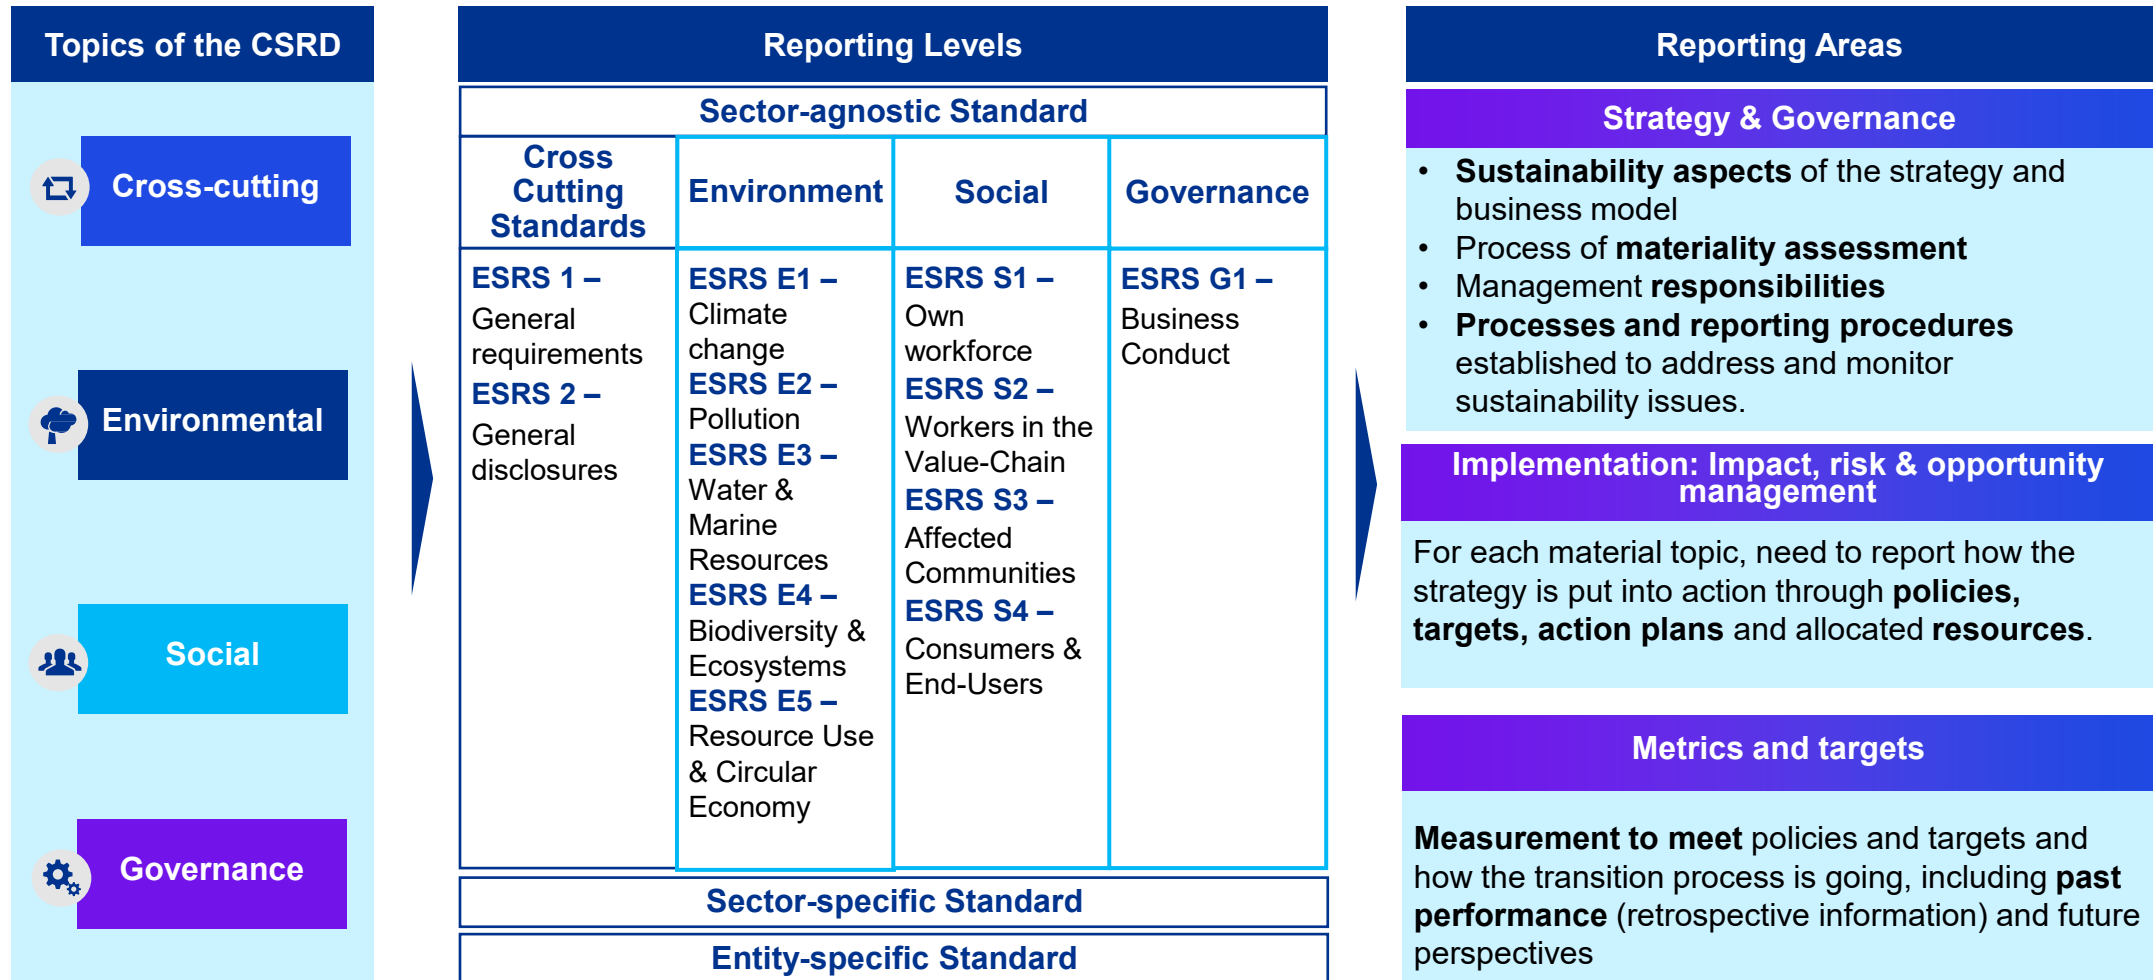 Topics of the CSRD
Cross-cutting
Environmental
Social
Governance
Reporting Levels
Sector-agnostic Standard
Cross
Cutting
Standards
Environment
Social
Governance
ESRS 1 –
General
requirements
ESRS 2 –
General
disclosures
ESRS E1 –
Climate
change
ESRS E2 –
Pollution
ESRS E3 –
Water &
Marine
Resources
ESRS E4 –
Biodiversity &
Ecosystems
ESRS E5 –
Resource Use
& Circular
Economy
ESRS S1 –
Own
workforce
ESRS S2 –
Workers in the
Value-Chain
ESRS S3 –
Affected
Communities
ESRS S4 –
Consumers &
End-Users
ESRS G1 –
Business
Conduct
Sector-specific Standard
Entity-specific Standard
Reporting Areas
Strategy & Governance
• Sustainability aspects of the strategy and
business model
• Process of materiality assessment
• Management responsibilities
• Processes and reporting procedures
established to address and monitor
sustainability issues.
Implementation: Impact, risk & opportunity
management
For each material topic, need to report how the
strategy is put into action through policies,
targets, action plans and allocated resources.
Metrics and targets
Measurement to meet policies and targets and
how the transition process is going, including past
performance (retrospective information) and future
perspectives